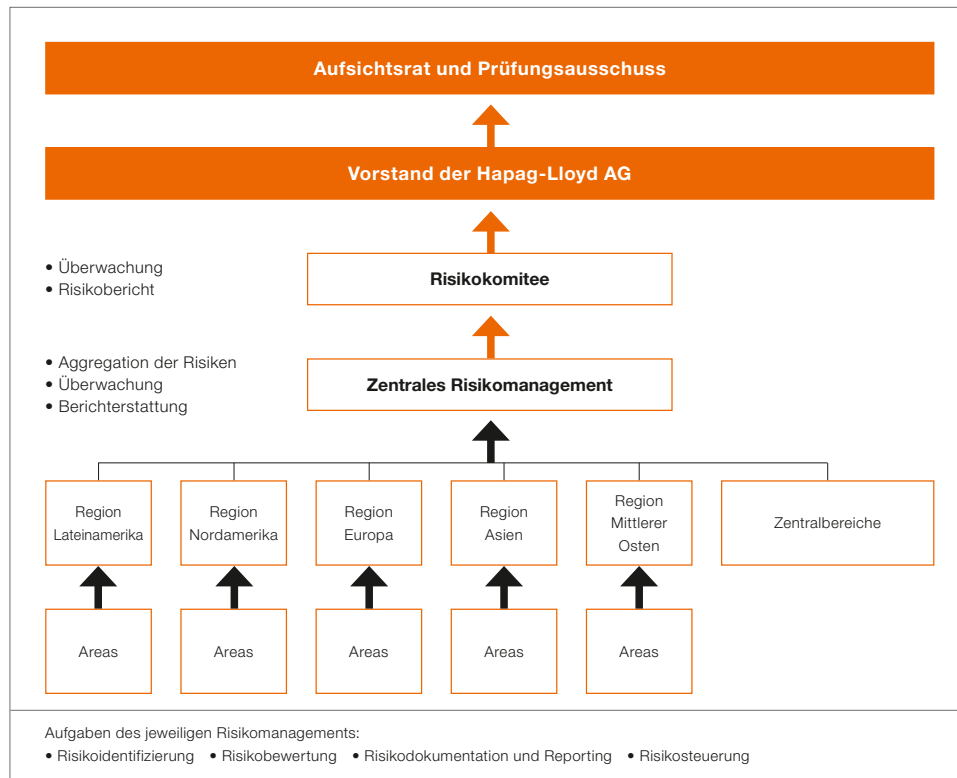 Aufsichtsrat und Prüfungsausschuss
Vorstand der Hapag-Lloyd AG
• Überwachung
• Risikobericht
Risikokomitee
• Aggregation der Risiken
• Überwachung
• Berichterstattung
Zentrales Risikomanagement
Region
Lateinamerika
Region
Nordamerika
Region
Europa
Region
Asien
Region
Mittlerer
Osten
Zentralbereiche
Areas
Areas
Areas
Areas
Areas
Aufgaben des jeweiligen Risikomanagements:
• Risikoidentifizierung • Risikobewertung • Risikodokumentation und Reporting • Risikosteuerung